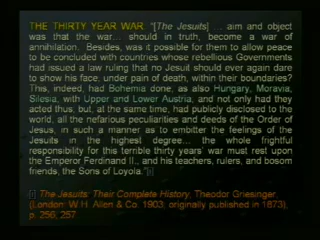 THE THIRTY YEAR WAR. "[The Jesuits] . . aim and object
was that the war... should in truth, become a war of
annihilation. Besides, was it possible for them to allow peace
to be concluded with countries whose rebellious Governments
had issued a law ruling that no Jesuit should ever again dare
to show his face, under pain of death, within their boundaries?
This, indeed, had Bohemia done, as also Hungary, Moravia,
Silesia, with Upper and Lower Austria, and not only had they
acted thus, but, at the same time, had publicly disclosed to the
world, all the nefarious peculiarities and deeds of the Order of
Jesus, in such a manner as to embitter the feelings of the
Jesuits in the highest degree... the whole frightful
responsibility for this terrible thirty years' war must rest upon
the Emperor Ferdinand II., and his teachers, rulers, and bosom
friends, the Sons of Loyola."[i]
[i] The Jesuits: Their Complete History, Theodor Griesinger,
(London: W.H. Allen & Co. 1903; originally published in 1873),
p. 256, 257